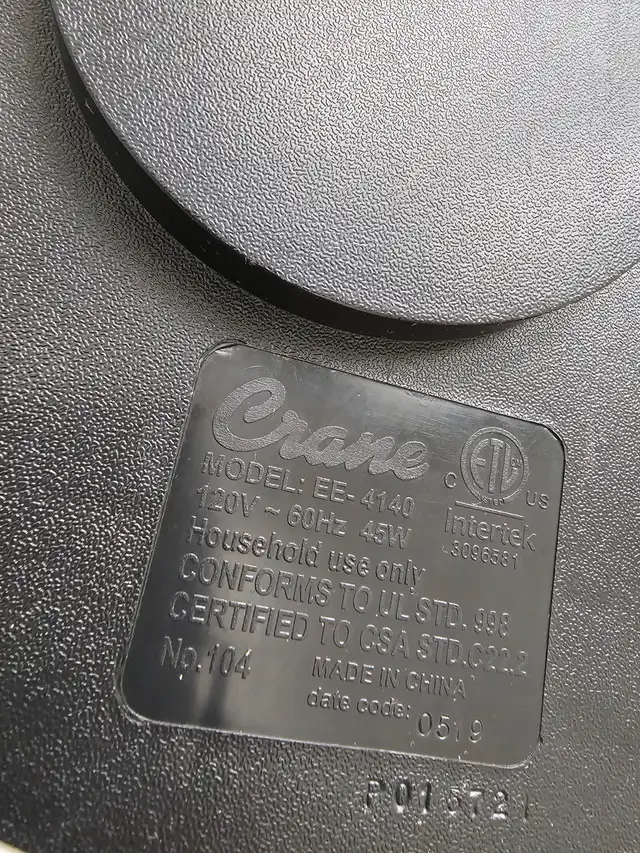 Crane
MODEL: EE-4140
120V ~ 60Hz 45W
Household use only
CONFORMS TO UL STD. 998
CERTIFIED TO CSA STD.C22.2
No.104
MADE IN CHINA
date code: 0519
C ETL US
Intertek
3096581